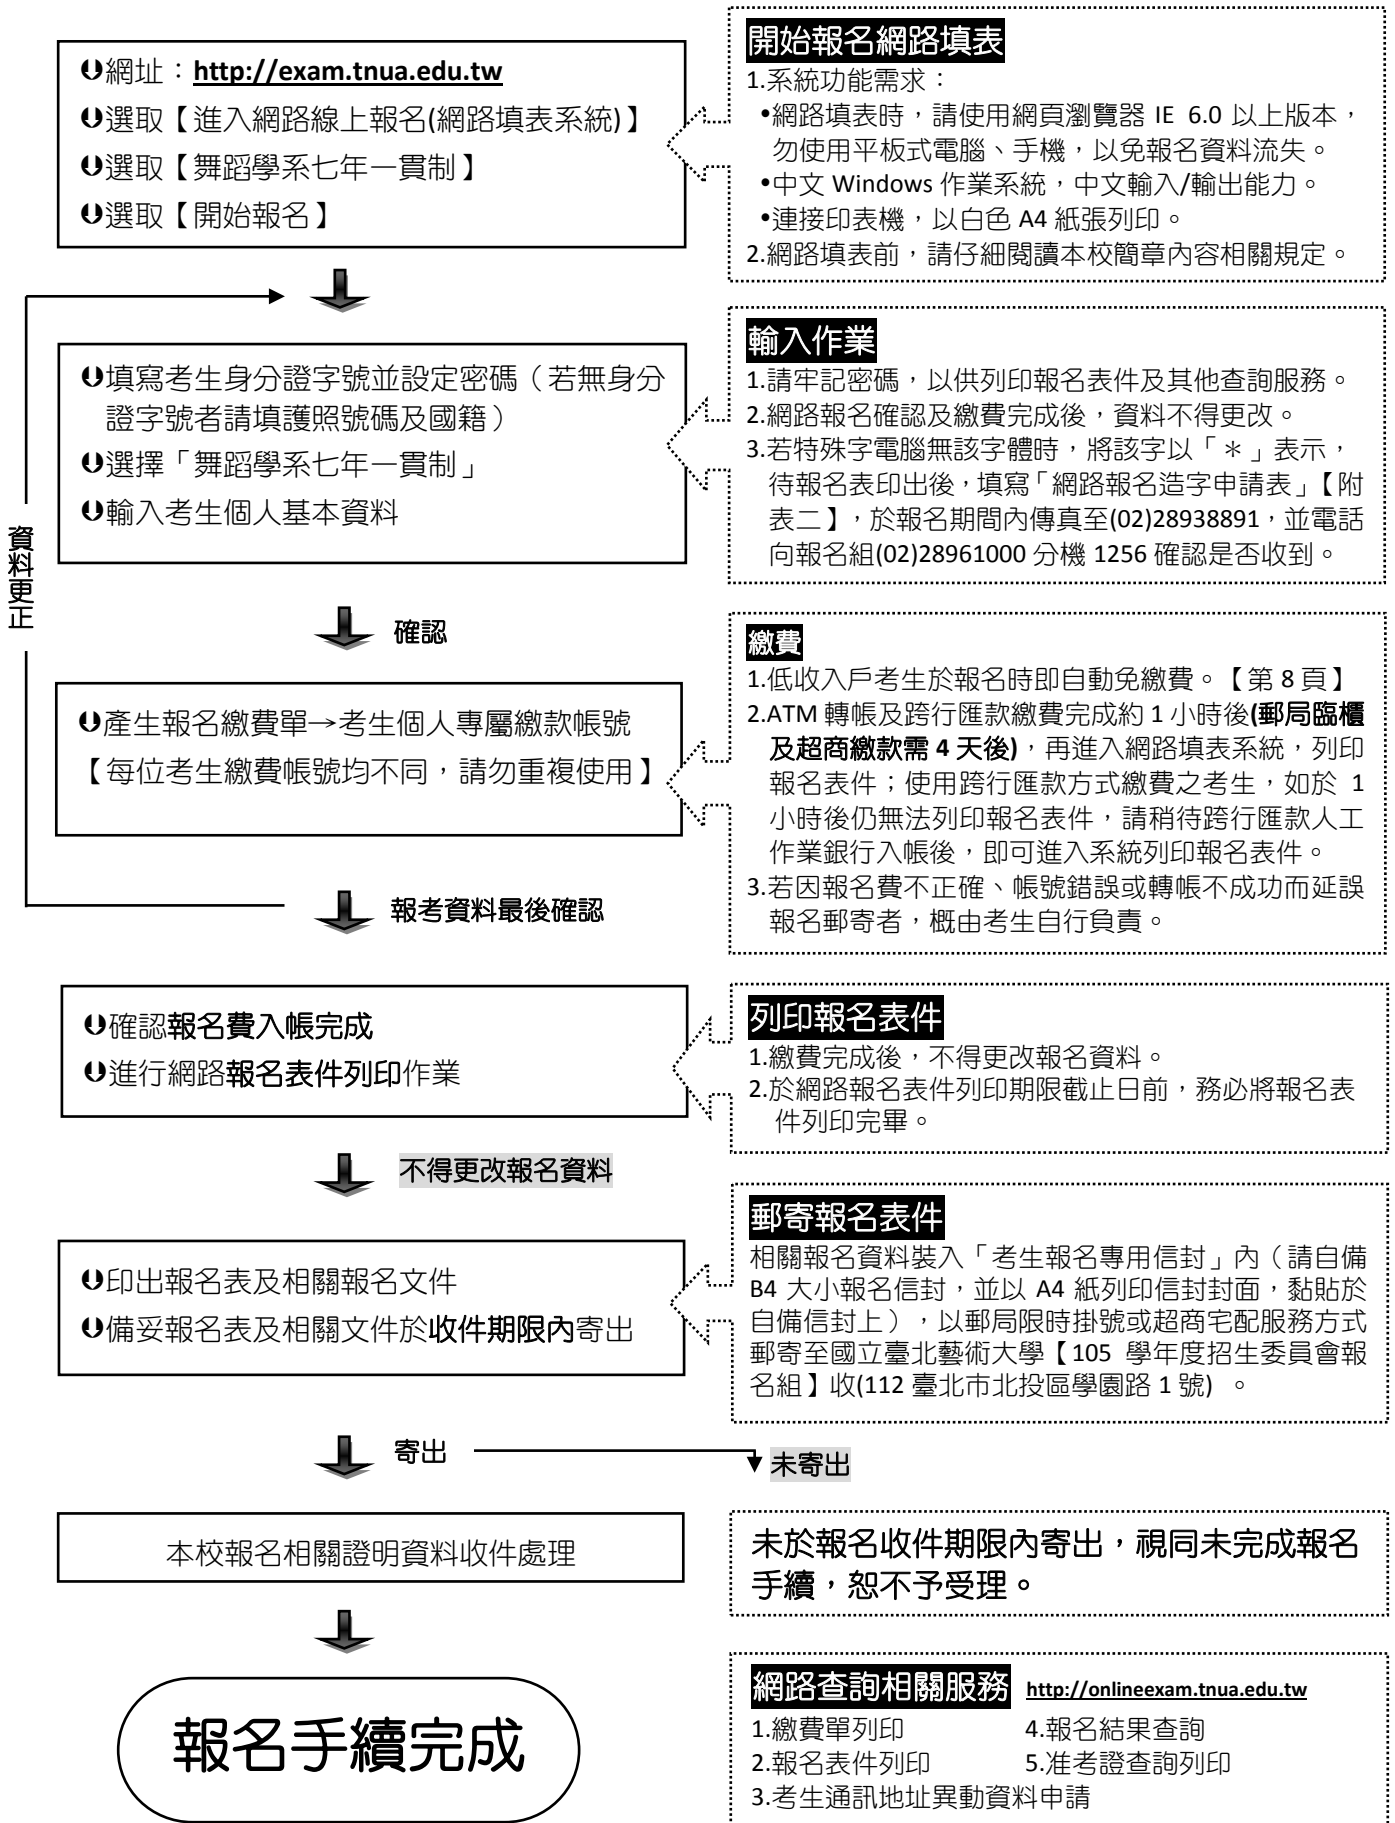 網址：http://exam.tnua.edu.tw
選取【進入網路線上報名(網路填表系統)】
選取【舞蹈學系七年一貫制】
選取【開始報名】
開始報名網路填表
1.系統功能需求：
•網路填表時，請使用網頁瀏覽器 IE 6.0 以上版本，
勿使用平板式電腦、手機，以免報名資料流失。
•中文 Windows 作業系統，中文輸入/輸出能力。
•連接印表機，以白色 A4 紙張列印。
2.網路填表前，請仔細閱讀本校簡章內容相關規定。
資料更正
填寫考生身分證字號並設定密碼（若無身分
證字號者請填護照號碼及國籍）
選擇「舞蹈學系七年一貫制」
輸入考生個人基本資料
輸入作業
1.請牢記密碼，以供列印報名表件及其他查詢服務。
2.網路報名確認及繳費完成後，資料不得更改。
3.若特殊字電腦無該字體時，將該字以「＊」表示，
待報名表印出後，填寫「網路報名造字申請表」【附
表二】，於報名期間內傳真至(02)28938891，並電話
向報名組(02)28961000 分機 1256 確認是否收到。
確認
產生報名繳費單→考生個人專屬繳款帳號
【每位考生繳費帳號均不同，請勿重複使用】
繳費
1.低收入戶考生於報名時即自動免繳費。【第 8 頁】
2.ATM 轉帳及跨行匯款繳費完成約 1 小時後(郵局臨櫃
及超商繳款需 4 天後)，再進入網路填表系統，列印
報名表件；使用跨行匯款方式繳費之考生，如於 1
小時後仍無法列印報名表件，請稍待跨行匯款人工
作業銀行入帳後，即可進入系統列印報名表件。
3.若因報名費不正確、帳號錯誤或轉帳不成功而延誤
報名郵寄者，概由考生自行負責。
報考資料最後確認
確認報名費入帳完成
進行網路報名表件列印作業
列印報名表件
1.繳費完成後，不得更改報名資料。
2.於網路報名表件列印期限截止日前，務必將報名表
件列印完畢。
不得更改報名資料
印出報名表及相關報名文件
備妥報名表及相關文件於收件期限內寄出
郵寄報名表件
相關報名資料裝入「考生報名專用信封」內（請自備
B4 大小報名信封，並以 A4 紙列印信封封面，黏貼於
自備信封上），以郵局限時掛號或超商宅配服務方式
郵寄至國立臺北藝術大學【105 學年度招生委員會報
名組】收(112 臺北市北投區學園路 1 號) 。
寄出
未寄出
本校報名相關證明資料收件處理
未於報名收件期限內寄出，視同未完成報名
手續，恕不予受理。
報名手續完成
網路查詢相關服務 http://onlineexam.tnua.edu.tw
1.繳費單列印 4.報名結果查詢
2.報名表件列印 5.准考證查詢列印
3.考生通訊地址異動資料申請